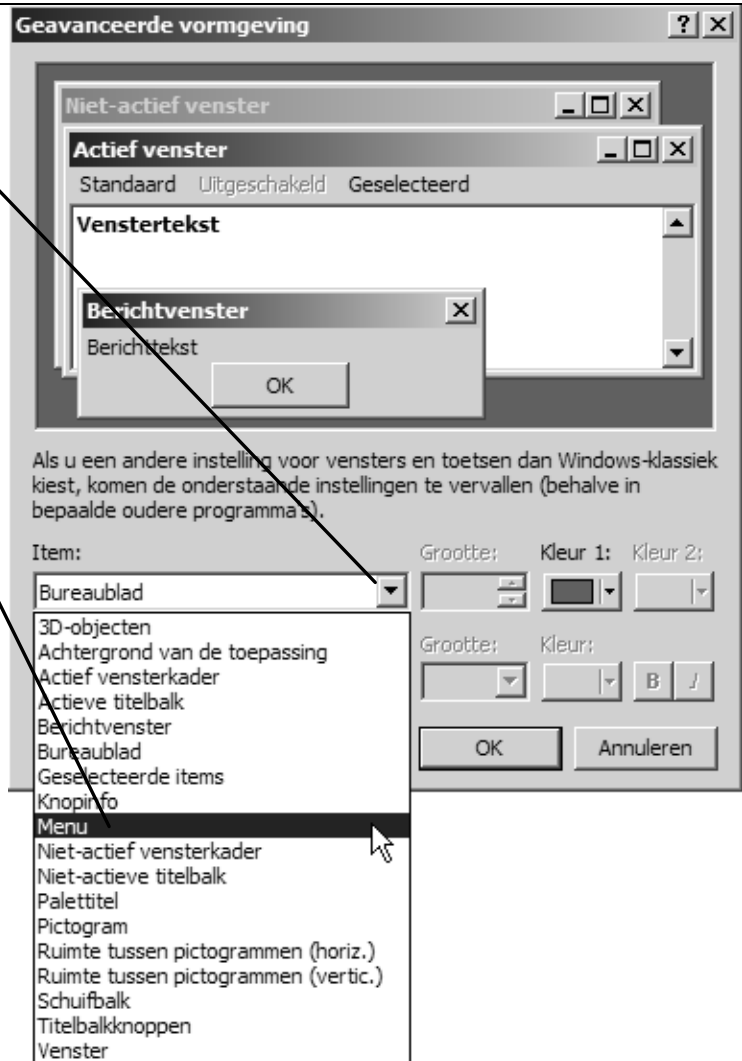 Geavanceerde vormgeving
Niet-actief venster
Actief venster
Standaard Uitgeschakeld Geselecteerd
Venstertekst
Berichtvenster
Berichttekst
OK
Als u een andere instelling voor vensters en toetsen dan Windows-klassiek
kiest, komen de onderstaande instellingen te vervallen (behalve in
bepaalde oudere programma's).
Item: Grootte: Kleur 1: Kleur 2:
Bureaublad
3D-objecten
Achtergrond van de toepassing
Actief vensterkader
Actieve titelbalk
Berichtvenster
Bureaublad
Geselecteerde items
Knopinfo
Menu
Niet-actief vensterkader
Niet-actieve titelbalk
Palettitel
Pictogram
Ruimte tussen pictogrammen (horiz.)
Ruimte tussen pictogrammen (vertic.)
Schuifbalk
Titelbalkknoppen
Venster
Grootte: Kleur:
B I
OK Annuleren